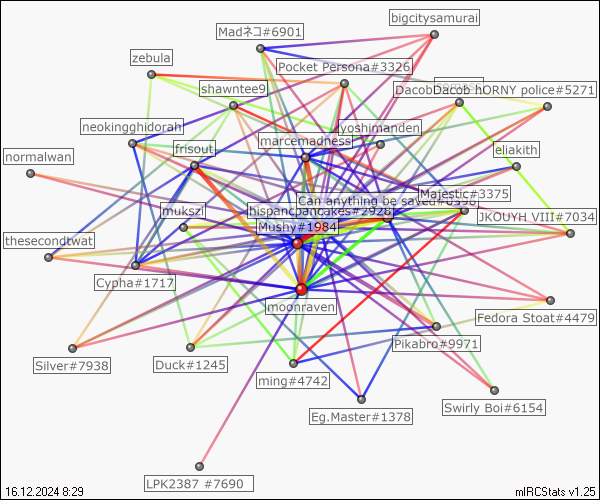 bigcitysamurai
Madネコ#6901
zebula
Pocket Persona#3326
shawntee9
DacobDacob hORNY police#5271
neokingghidorah
yoshimanden
marcemadness
normalwan
frisout
eliakith
Majestic#3375
Can anything be saved
mukszi
hispanicpancakes#2928
JKOUYH VIII#7034
Mushy#1984
thesecondtwat
Cypha#1717
moonraven
Fedora Stoat#4479
Pikabro#9971
Silver#7938
Duck#1245
ming#4742
Swirly Boi#6154
Eg.Master#1378
LPK2387 #7690
16.12.2024 8:29
mIRCStats v1.25